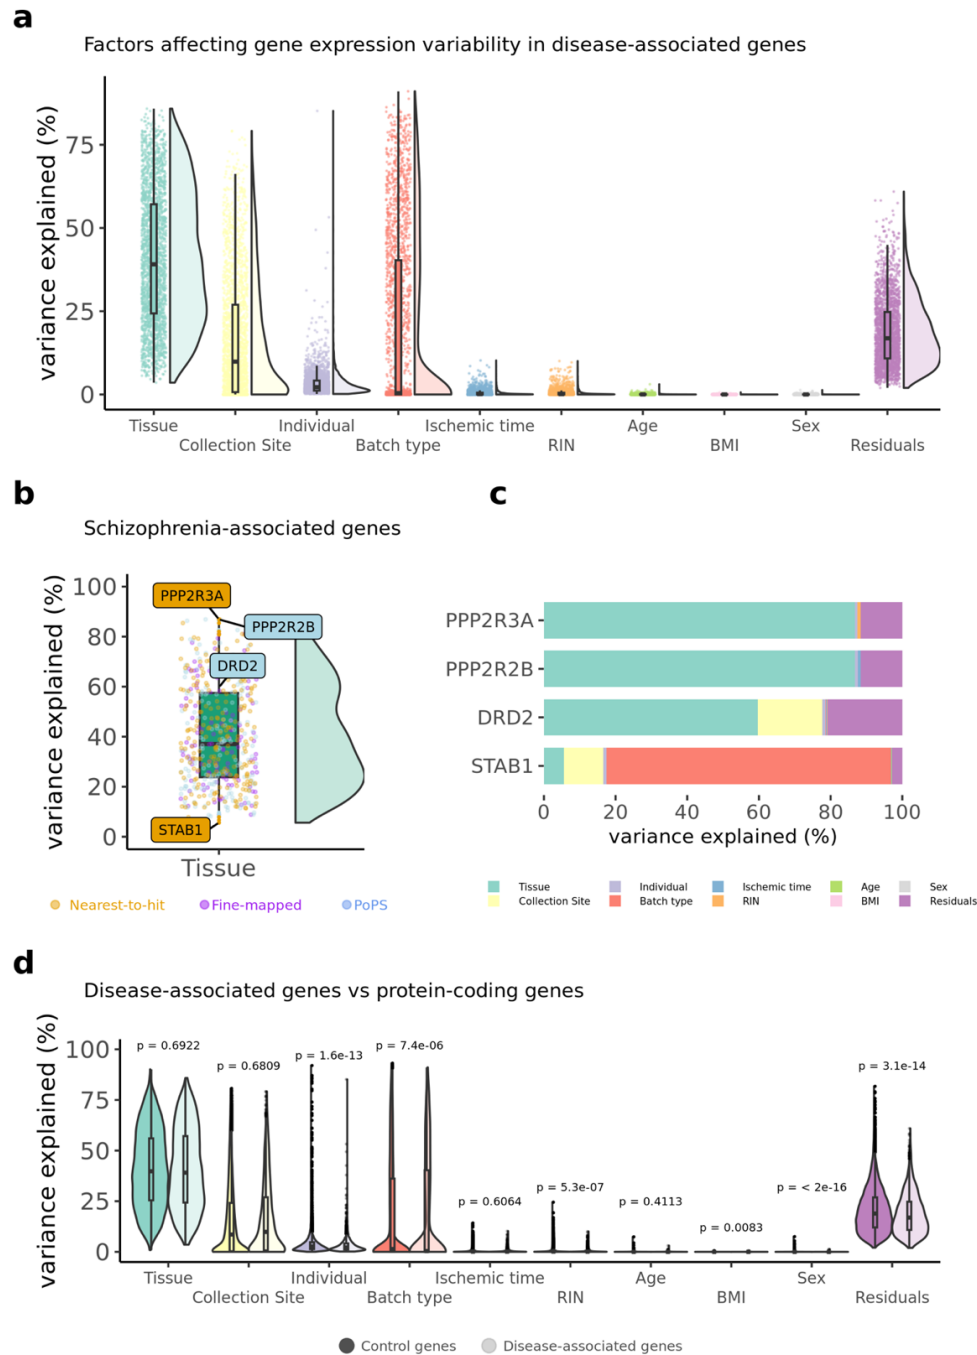 a
Factors affecting gene expression variability in disease-associated genes
variance explained (%)
75
50
25
0
Tissue
Individual
Ischemic time
Age
Sex
Collection Site
Batch type
RIN
BMI
Residuals
b
Schizophrenia-associated genes
variance explained (%)
100
80
60
40
20
0
PPP2R3A
PPP2R2B
DRD2
STAB1
Tissue
Nearest-to-hit
Fine-mapped
PoPS
c
PPP2R3A
PPP2R2B
DRD2
STAB1
0 20 40 60 80 100
variance explained (%)
Tissue Individual Ischemic time Age Sex
Collection Site Batch type RIN BMI Residuals
d
Disease-associated genes vs protein-coding genes
variance explained (%)
100
75
50
25
0
p = 0.6922
p = 0.6809
p = 1.6e-13
p = 7.4e-06
p = 0.6064
p = 5.3e-07
p = 0.4113
p = 0.0083
p = < 2e-16
p = 3.1e-14
Tissue
Individual
Ischemic time
Age
Sex
Collection Site
Batch type
RIN
BMI
Residuals
Control genes
Disease-associated genes